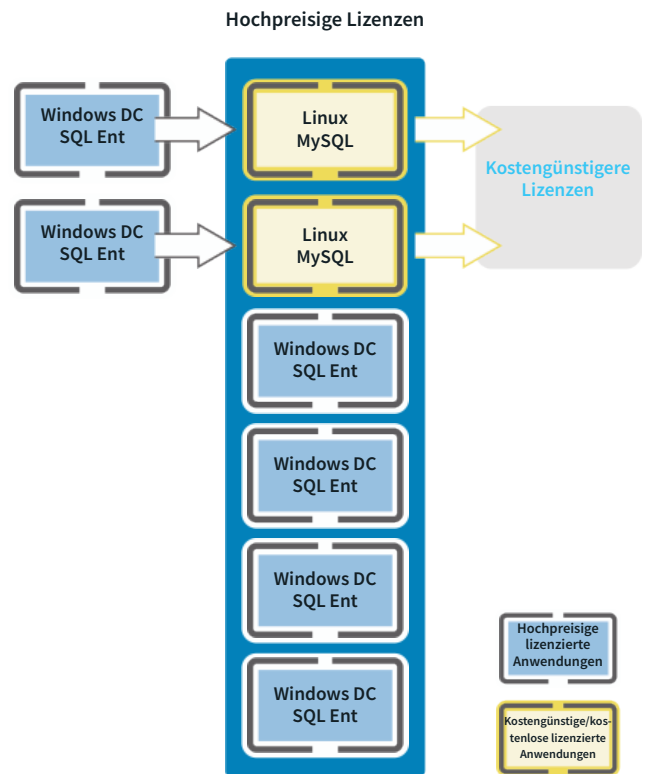 Hochpreisige Lizenzen
Windows DC
SQL Ent
Linux
MySQL
Kostengünstigere
Lizenzen
Windows DC
SQL Ent
Linux
MySQL
Windows DC
SQL Ent
Windows DC
SQL Ent
Windows DC
SQL Ent
Windows DC
SQL Ent
Hochpreisige
lizenzierte
Anwendungen
Kostengünstige/kos-
tenlose lizenzierte
Anwendungen